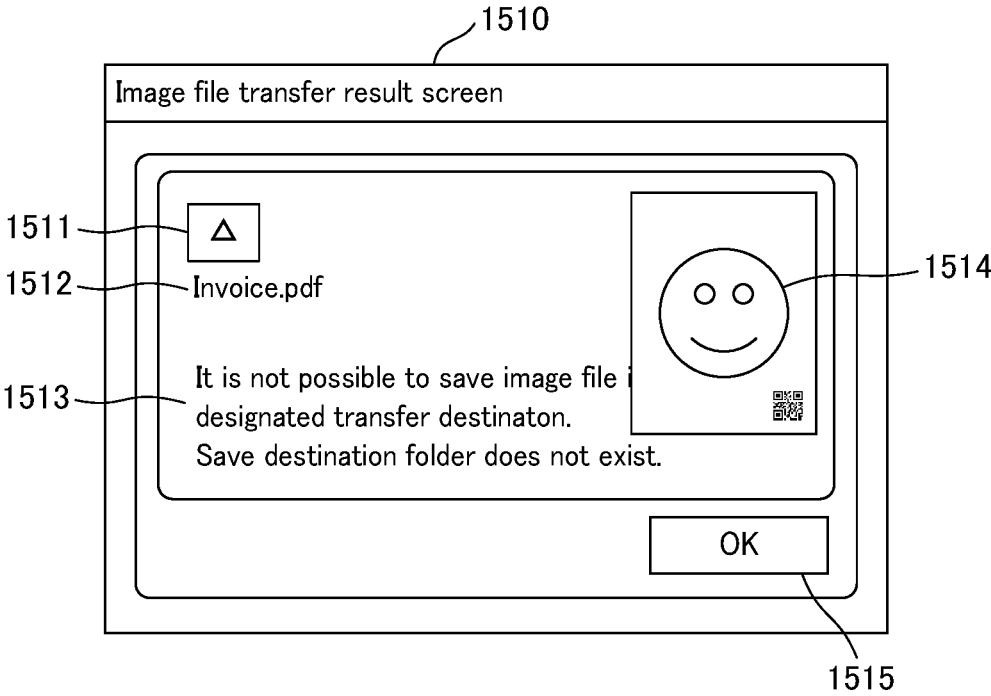 1510
Image file transfer result screen
1511
1512
Invoice.pdf
1514
1513
It is not possible to save image file i
designated transfer destinaton.
Save destination folder does not exist.
OK
1515